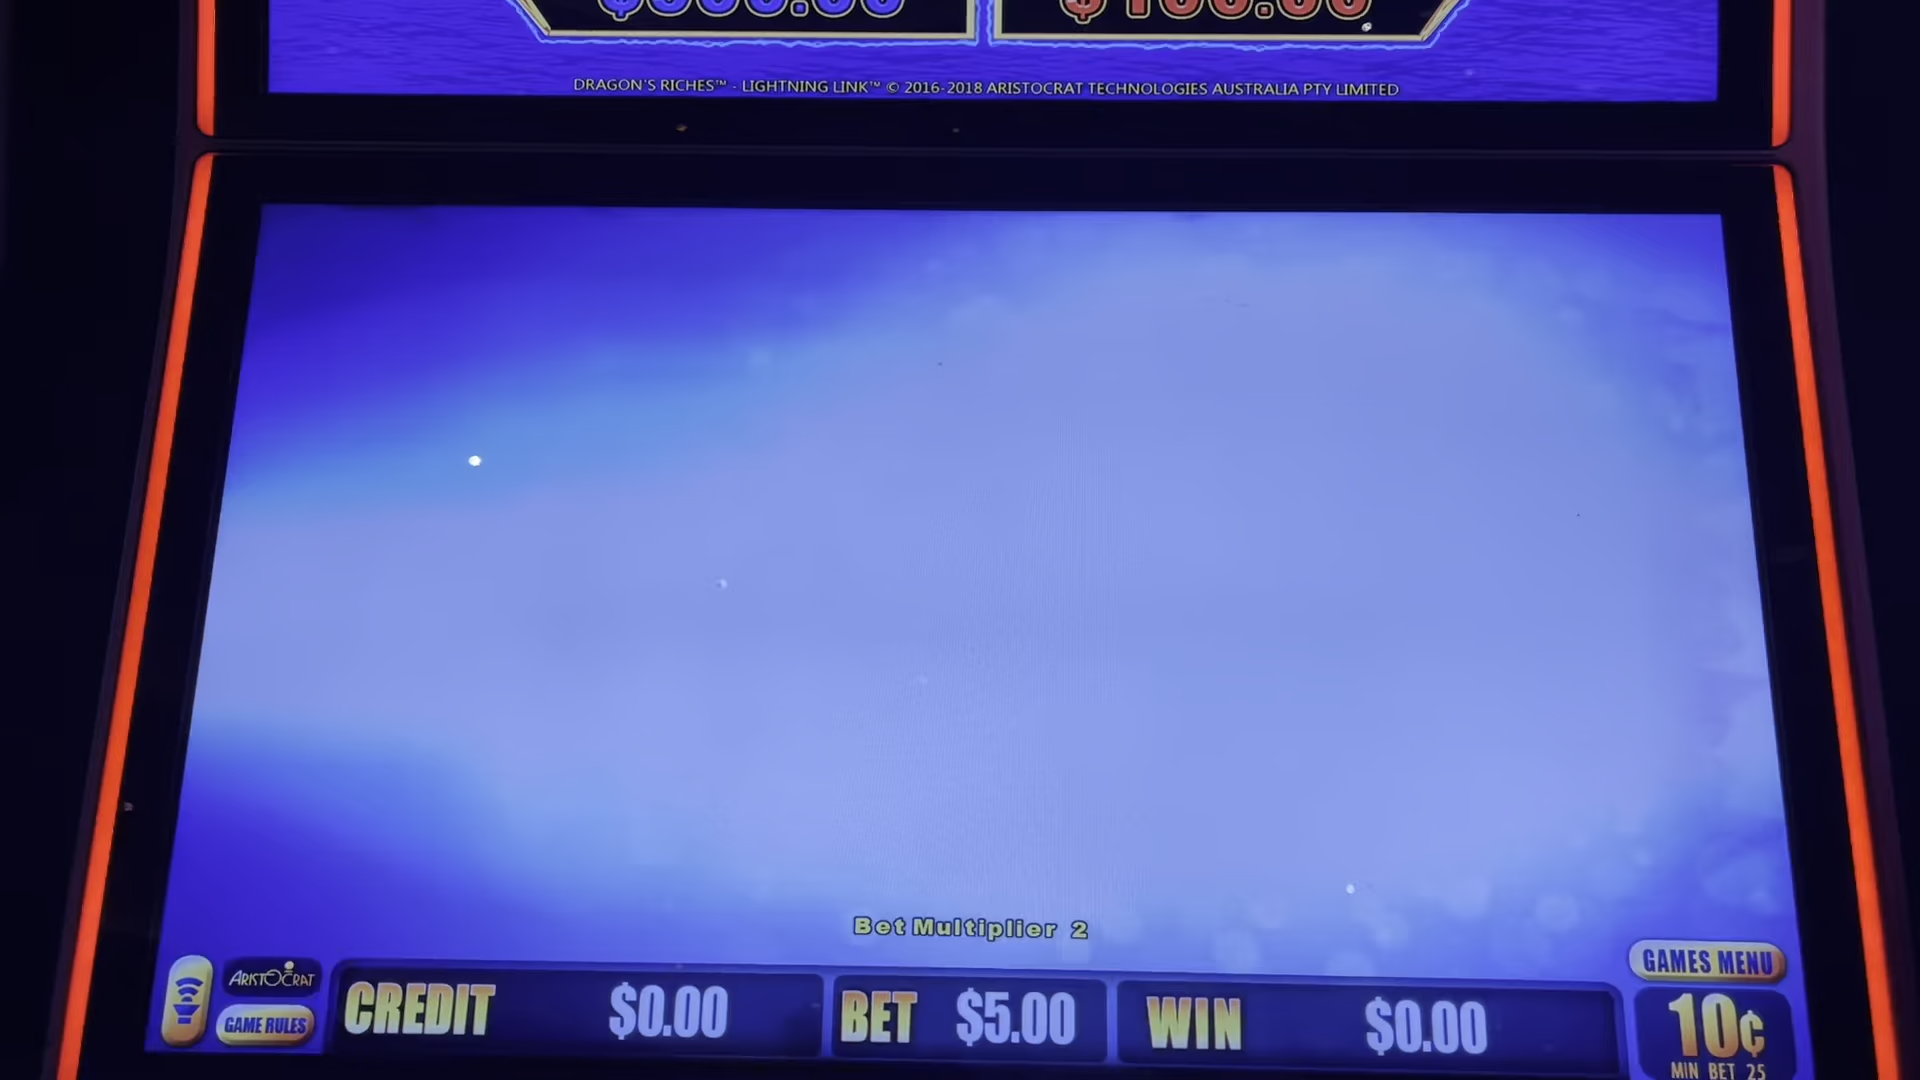 DRAGON'S RICHES™ - LIGHTNING LINK™ © 2016-2018 ARISTOCRAT TECHNOLOGIES AUSTRALIA PTY LIMITED
Bet Multiplier 2
ARISTOCRAT
GAME RULES
CREDIT $0.00
BET $5.00
WIN $0.00
GAMES MENU
10¢
MIN BET 25